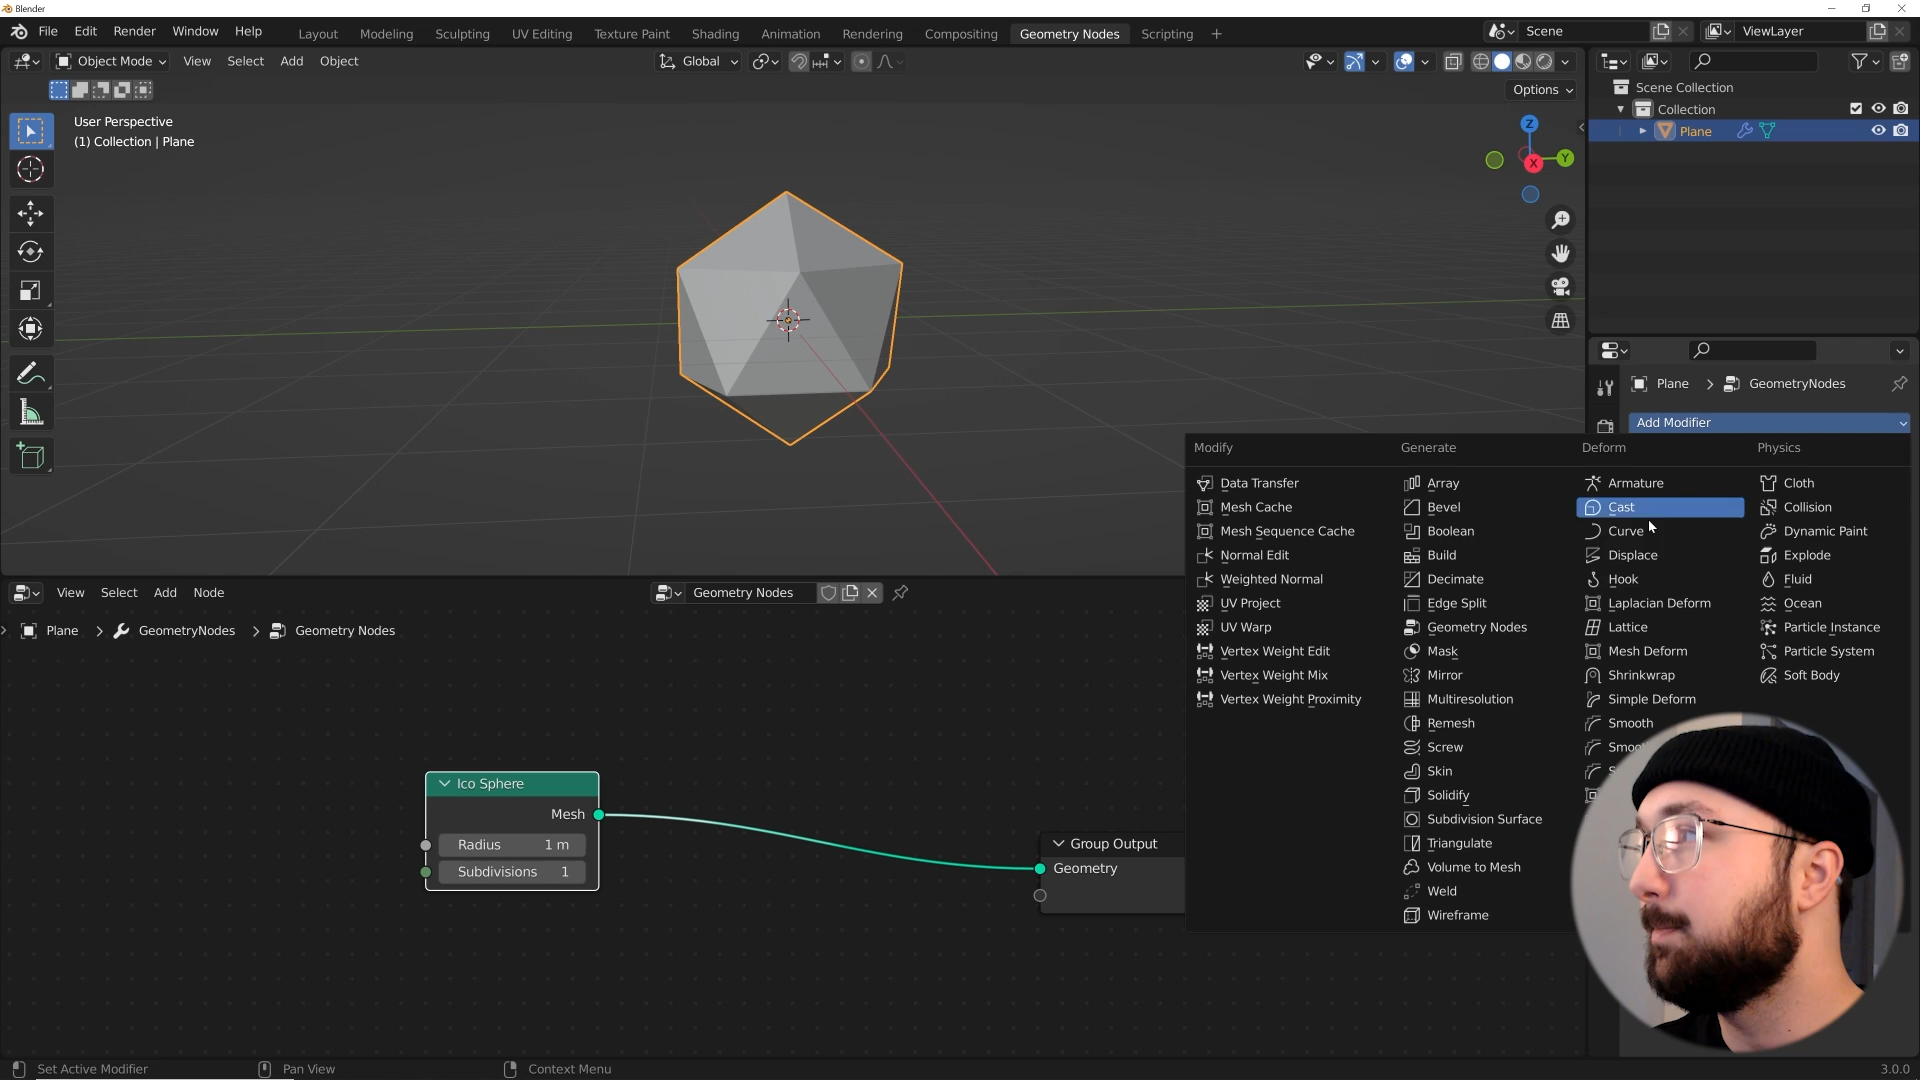 Blender
File Edit Render Window Help
Layout Modeling Sculpting UV Editing Texture Paint Shading Animation Rendering Compositing Geometry Nodes Scripting
Scene
ViewLayer
Object Mode View Select Add Object
Global
Options
User Perspective
(1) Collection | Plane
Z
Y
X
Scene Collection
Collection
Plane
Plane > GeometryNodes
Add Modifier
Modify
Data Transfer
Mesh Cache
Mesh Sequence Cache
Normal Edit
Weighted Normal
UV Project
UV Warp
Vertex Weight Edit
Vertex Weight Mix
Vertex Weight Proximity
Generate
Array
Bevel
Boolean
Build
Decimate
Edge Split
Geometry Nodes
Mask
Mirror
Multiresolution
Remesh
Screw
Skin
Solidify
Subdivision Surface
Triangulate
Volume to Mesh
Weld
Wireframe
Deform
Armature
Cast
Curve
Displace
Hook
Laplacian Deform
Lattice
Mesh Deform
Shrinkwrap
Simple Deform
Smooth
Physics
Cloth
Collision
Dynamic Paint
Explode
Fluid
Ocean
Particle Instance
Particle System
Soft Body
View Select Add Node
Geometry Nodes
Plane > GeometryNodes > Geometry Nodes
Ico Sphere
Mesh
Radius 1 m
Subdivisions 1
Group Output
Geometry
Set Active Modifier
Pan View
Context Menu
3.0.0